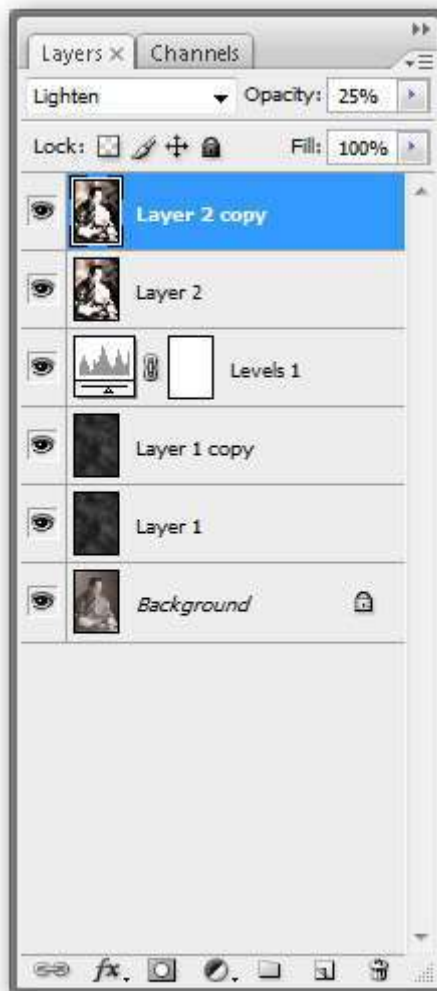 Layers × Channels
Lighten Opacity: 25%
Lock: Fill: 100%
Layer 2 copy
Layer 2
Levels 1
Layer 1 copy
Layer 1
Background
fx.